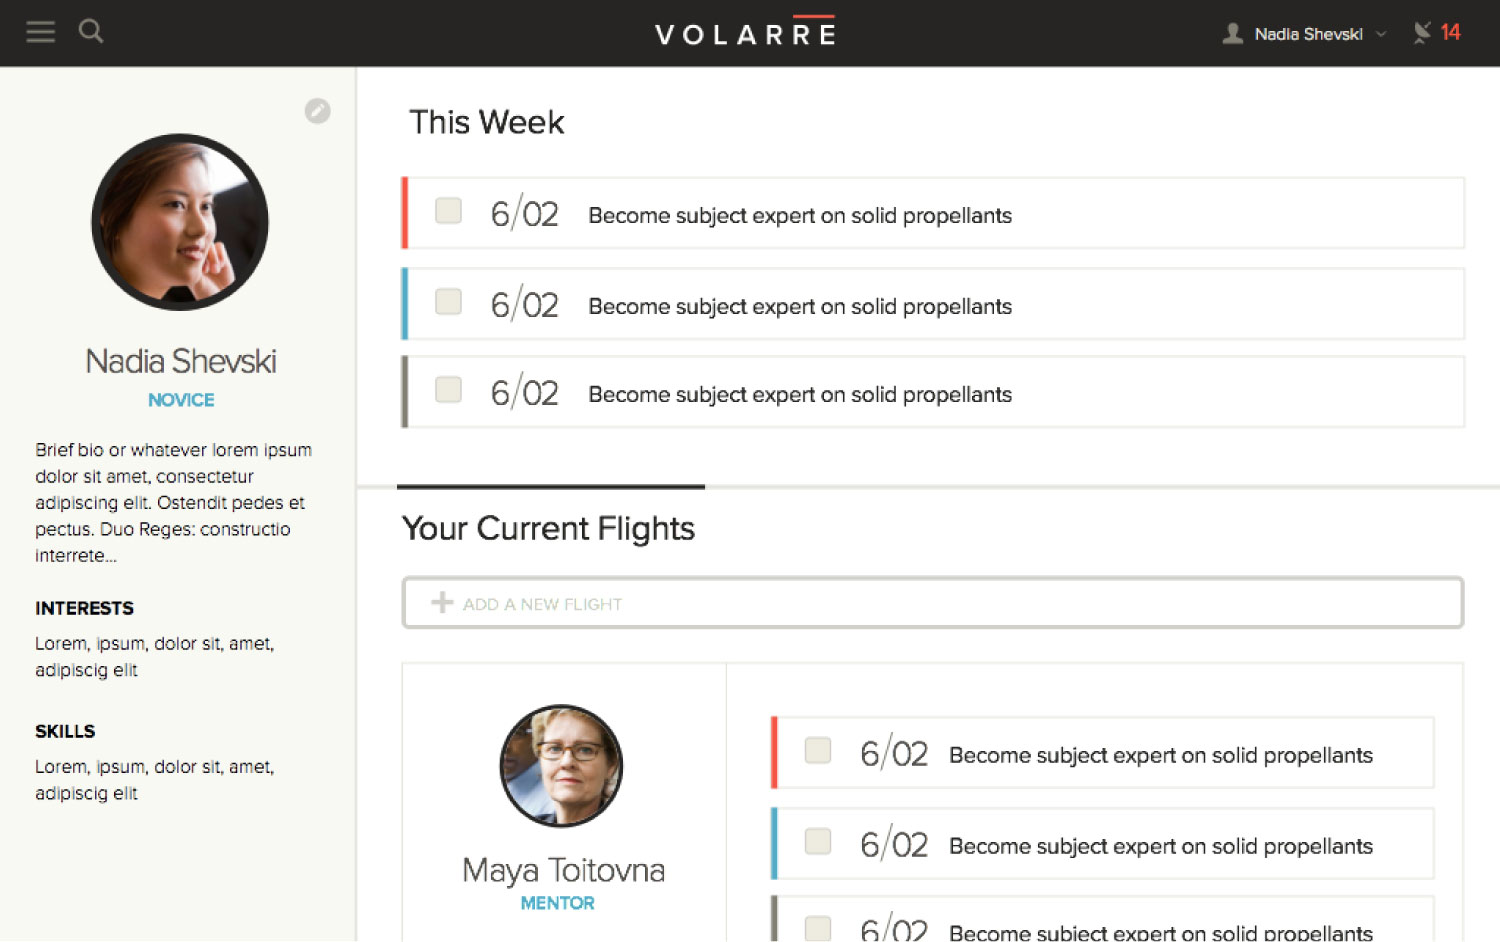 VOLARRE
Nadia Shevski
14
Nadia Shevski
NOVICE
Brief bio or whatever lorem ipsum
dolor sit amet, consectetur
adipiscing elit. Ostendit pedes et
pectus. Duo Reges: constructio
interrete...
INTERESTS
Lorem, ipsum, dolor sit, amet,
adipiscig elit
SKILLS
Lorem, ipsum, dolor sit, amet,
adipiscig elit
This Week
6/02 Become subject expert on solid propellants
6/02 Become subject expert on solid propellants
6/02 Become subject expert on solid propellants
Your Current Flights
ADD A NEW FLIGHT
Maya Toitovna
MENTOR
6/02 Become subject expert on solid propellants
6/02 Become subject expert on solid propellants
6/02 Become subject expert on solid propellants